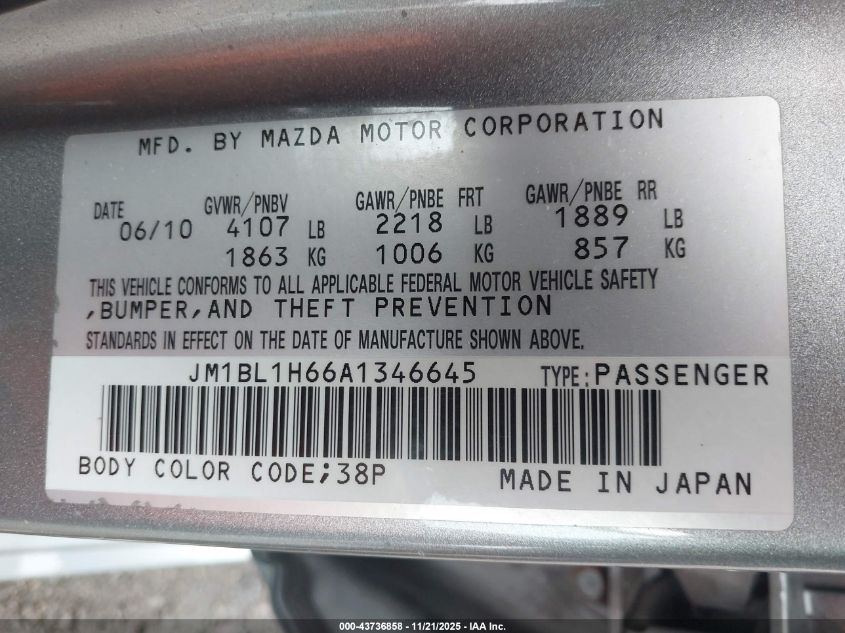 MFD. BY MAZDA MOTOR CORPORATION
DATE GVWR/PNBV GAWR/PNBE FRT GAWR/PNBE RR
06/10 4107 LB 2218 LB 1889 LB
1863 KG 1006 KG 857 KG
THIS VEHICLE CONFORMS TO ALL APPLICABLE FEDERAL MOTOR VEHICLE SAFETY
,BUMPER,AND THEFT PREVENTION
STANDARDS IN EFFECT ON THE DATE OF MANUFACTURE SHOWN ABOVE.
JM1BL1H66A1346645 TYPE:PASSENGER
BODY COLOR CODE;38P MADE IN JAPAN
000-43736858 - 11/21/2025 - IAA Inc.